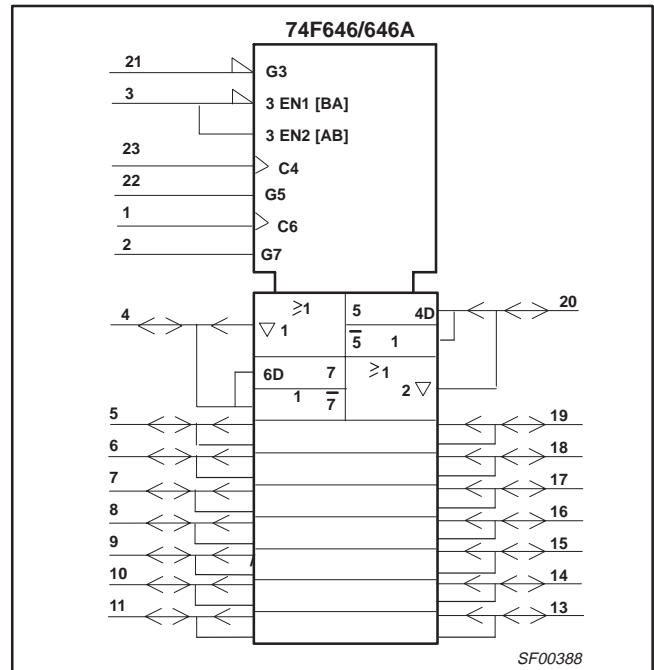 74F646/646A
21 G3
3 3 EN1 [BA]
3 EN2 [AB]
23 C4
22 G5
1 C6
2 G7
4 ≥1 5 4D 20
▽ 1 5̅ 1
6D 7 ≥1
1 7̅ 2 ▽
5 19
6 18
7 17
8 16
9 15
10 14
11 13
SF00388